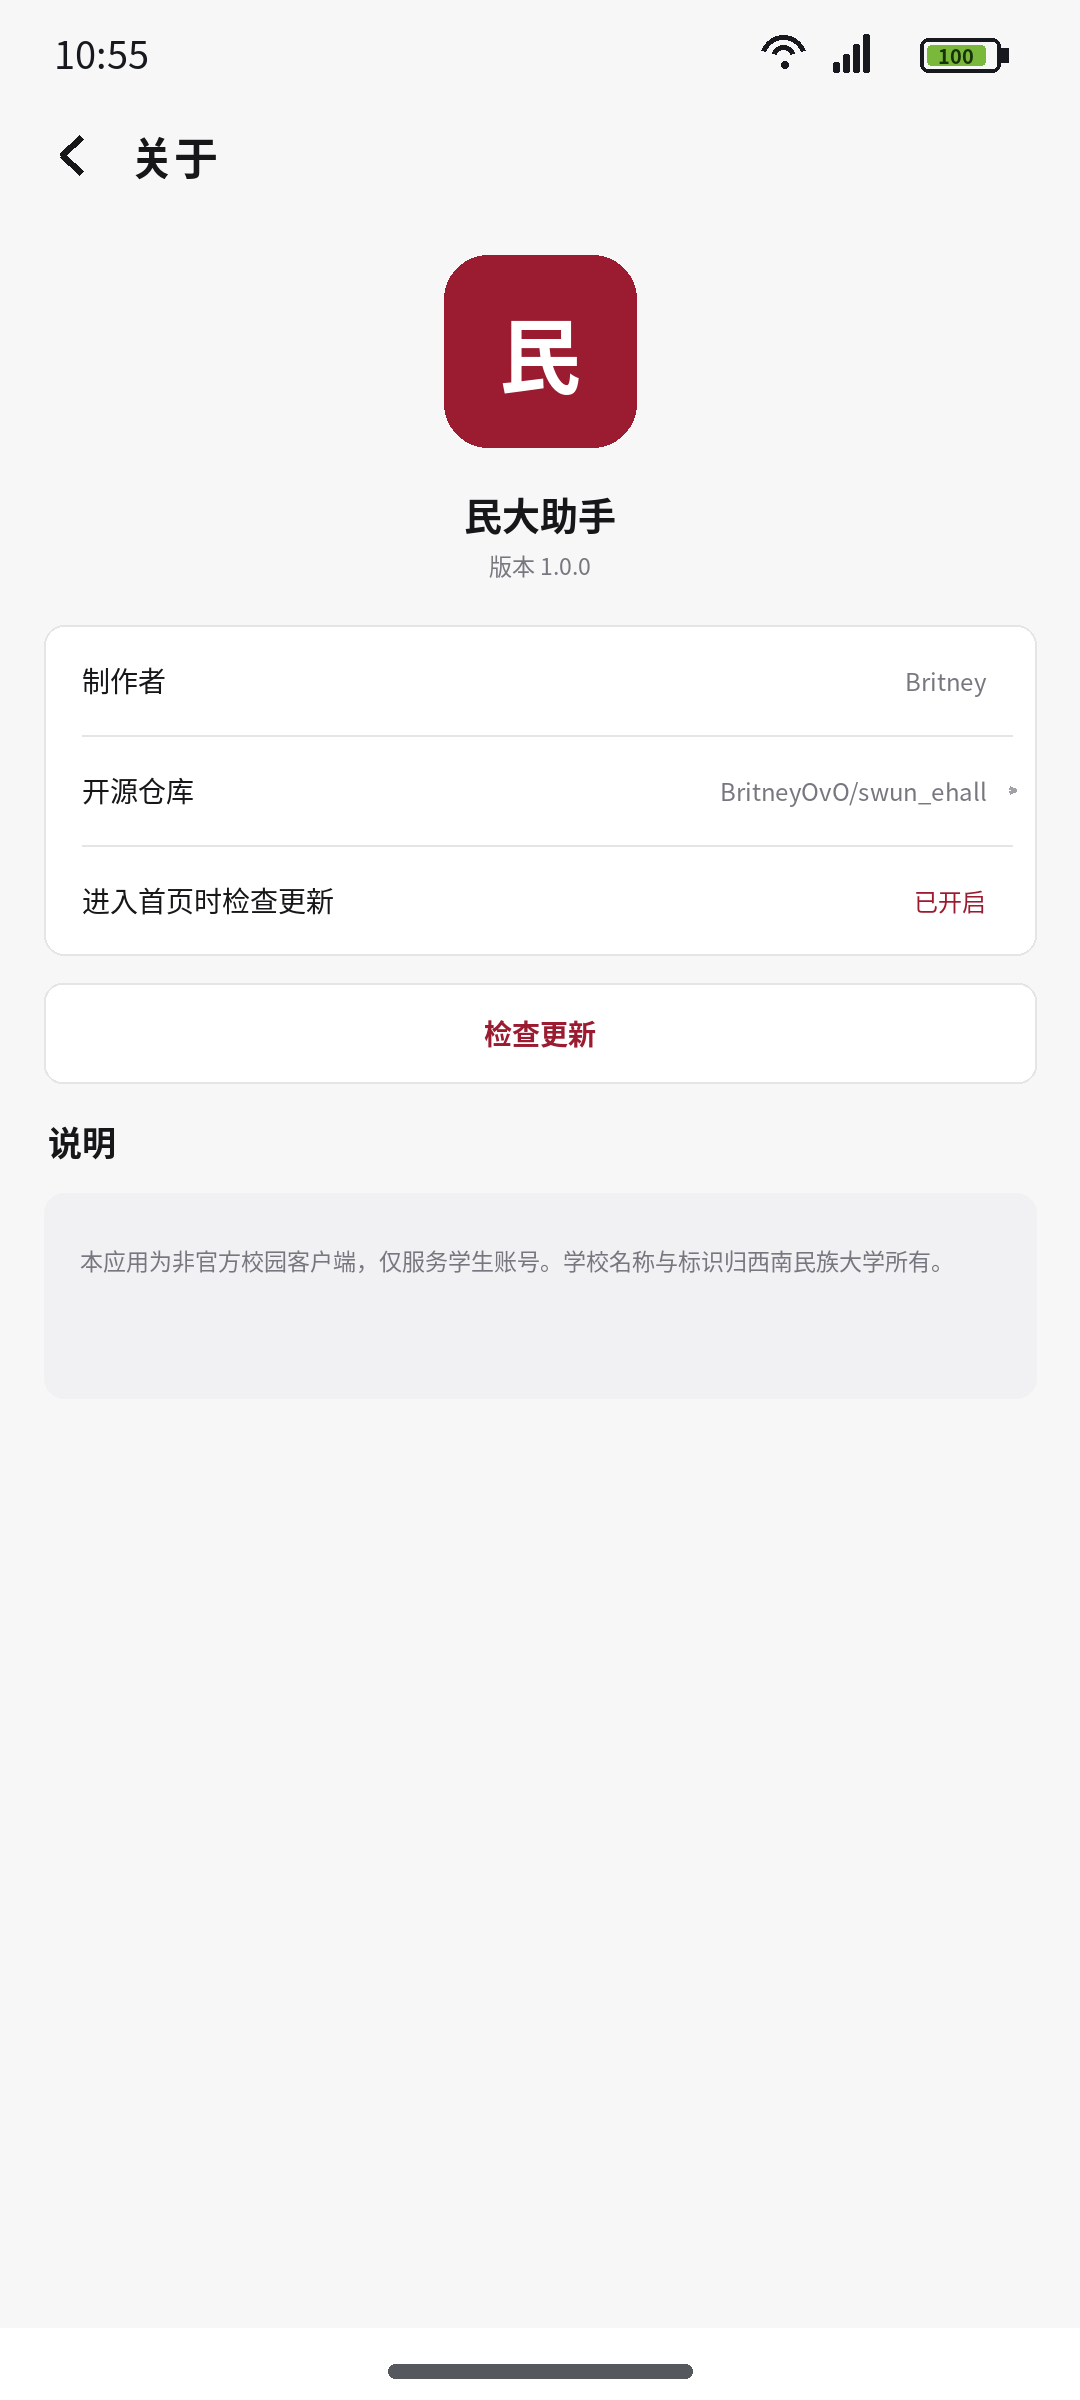 10:55
100
关于
民
民大助手
版本 1.0.0
制作者 Britney
开源仓库 BritneyOvO/swun_ehall
进入首页时检查更新 已开启
检查更新
说明
本应用为非官方校园客户端，仅服务学生账号。学校名称与标识归西南民族大学所有。